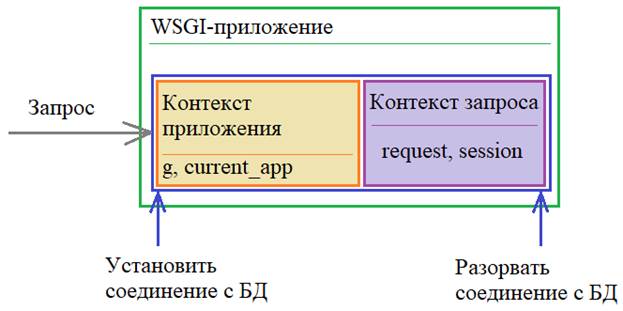 WSGI-приложение
Запрос
Контекст
приложения
g, current_app
Контекст запроса
request, session
Установить
соединение с БД
Разорвать
соединение с БД